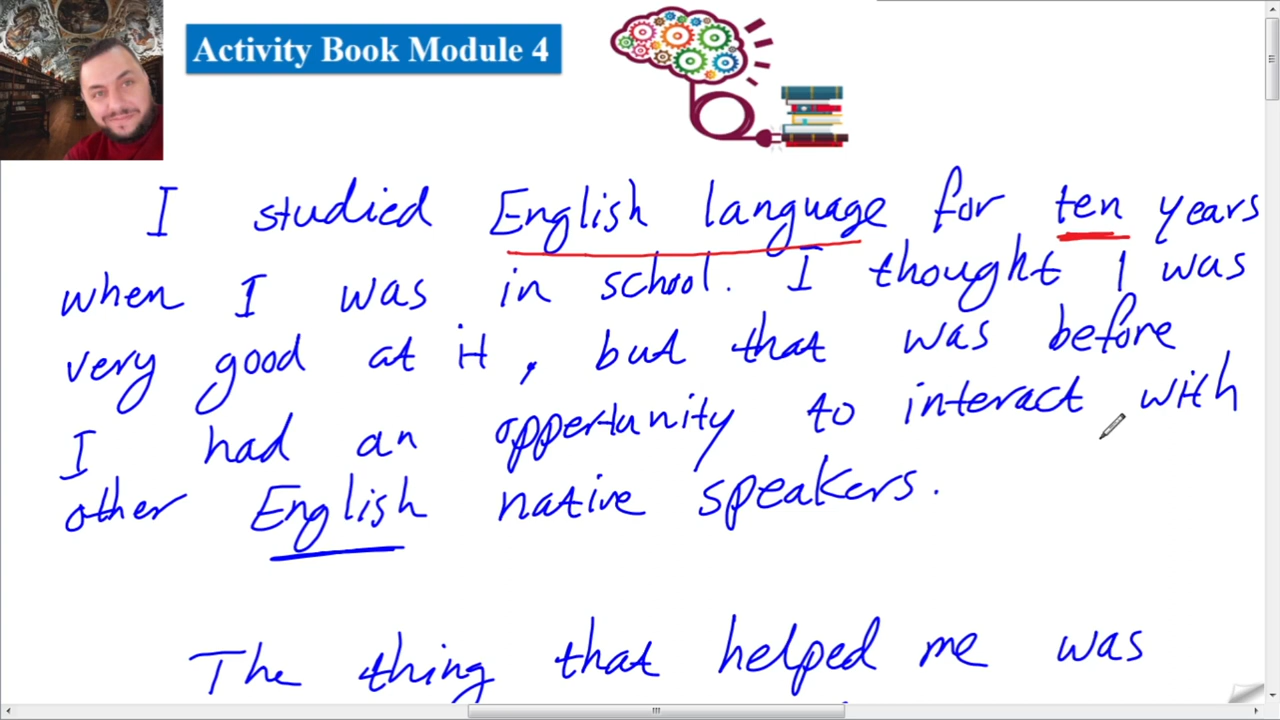 Activity Book Module 4
I studied English language for ten years
when I was in school. I thought I was
very good at it, but that was before
I had an oppertunity to interact with
other English native speakers.
The thing that helped me was